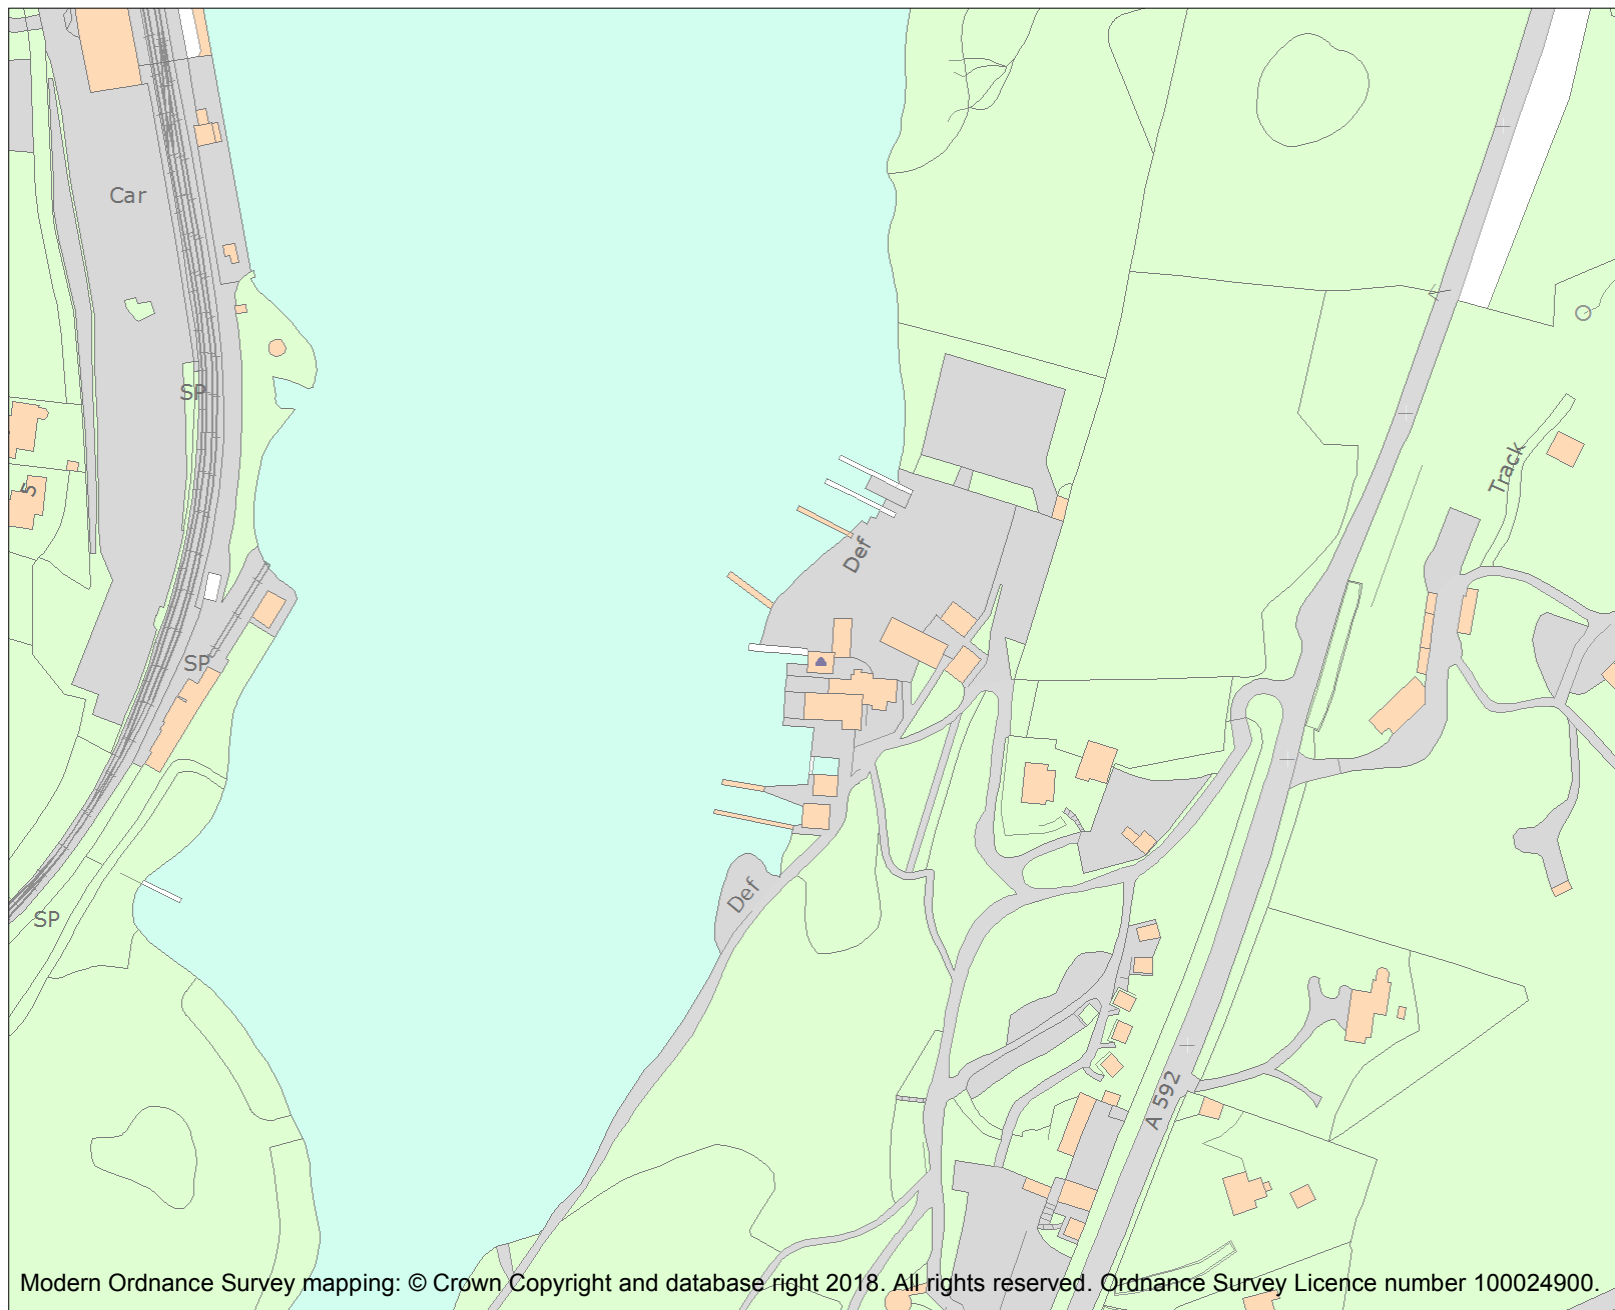 Car
SP
5
Track
Def
SP
Def
SP
A 592
Modern Ordnance Survey mapping: © Crown Copyright and database right 2018. All rights reserved. Ordnance Survey Licence number 100024900.